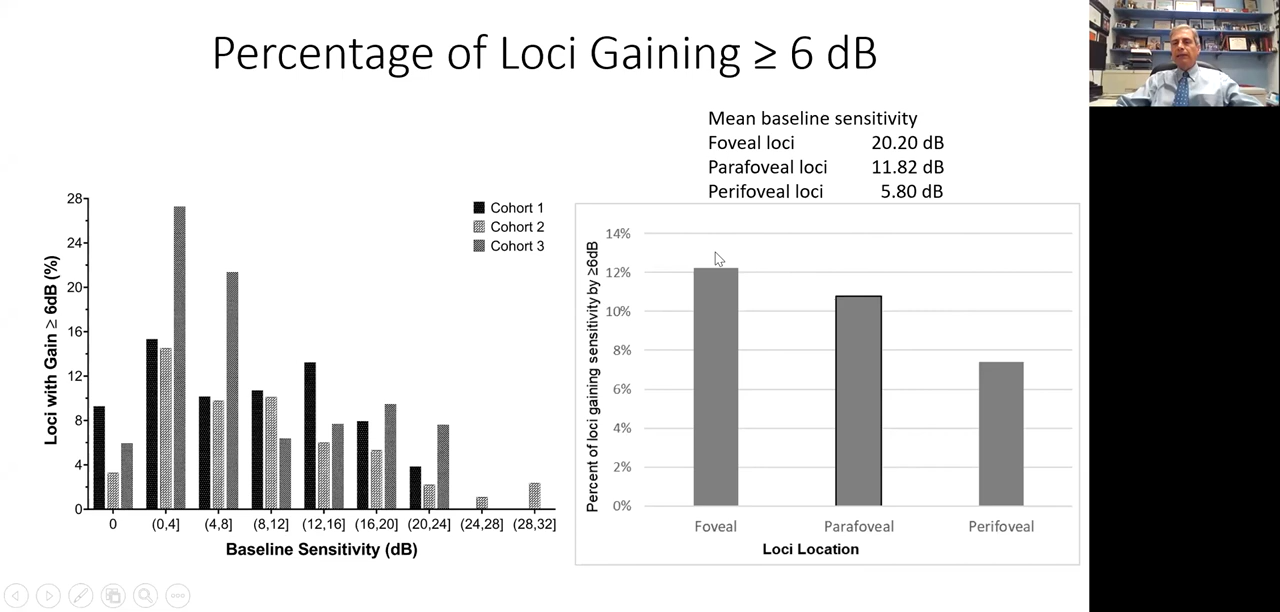 Percentage of Loci Gaining ≥ 6 dB
Mean baseline sensitivity
Foveal loci 20.20 dB
Parafoveal loci 11.82 dB
Perifoveal loci 5.80 dB
Loci with Gain ≥ 6dB (%)
28
24
20
16
12
8
4
0
Cohort 1
Cohort 2
Cohort 3
0 (0,4] (4,8] (8,12] (12,16] (16,20] (20,24] (24,28] (28,32]
Baseline Sensitivity (dB)
Percent of loci gaining sensitivity by ≥6dB
14%
12%
10%
8%
6%
4%
2%
0%
Foveal Parafoveal Perifoveal
Loci Location